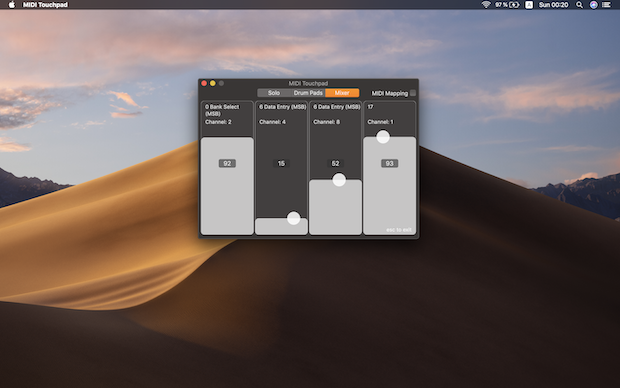 MIDI Touchpad
97 %
A
Sun 00:20
MIDI Touchpad
Solo
Drum Pads
Mixer
MIDI Mapping
0 Bank Select
(MSB)
Channel: 2
92
6 Data Entry (MSB)
Channel: 4
15
6 Data Entry (MSB)
Channel: 8
52
17
Channel: 1
93
esc to exit